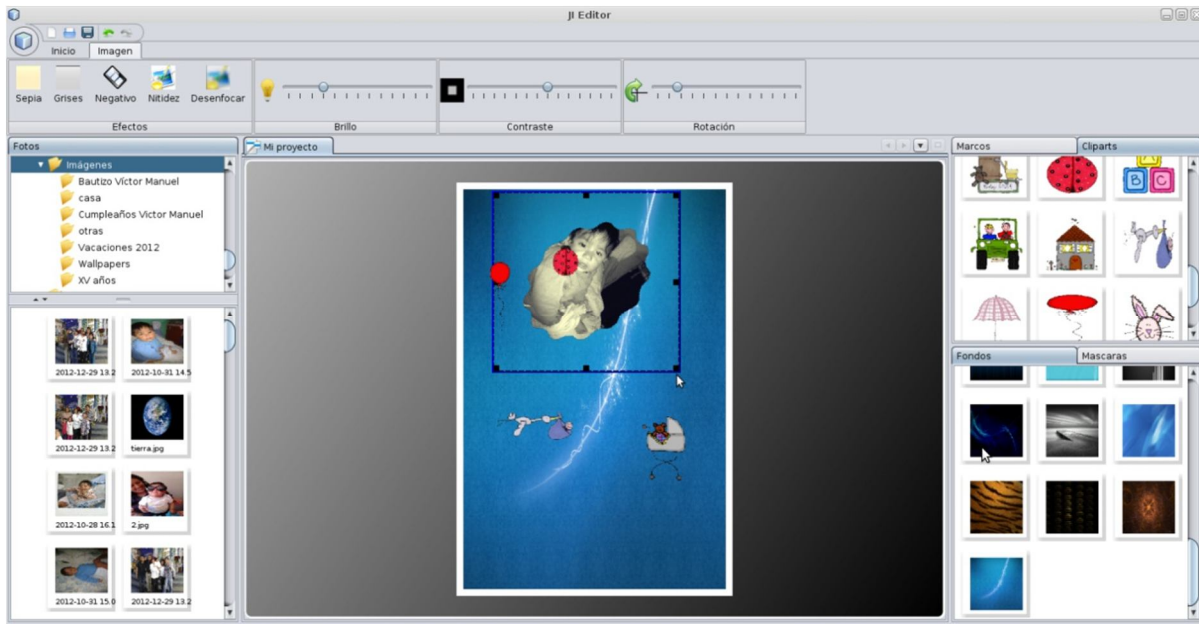 JI Editor
Inicio Imagen
Sepia Grises Negativo Nitidez Desenfocar
Efectos Brillo Contraste Rotación
Fotos
Mi proyecto
Marcos Cliparts
Imágenes
Bautizo Víctor Manuel
casa
Cumpleaños Victor Manuel
otras
Vacaciones 2012
Wallpapers
XV años
A
B C
Fondos Mascaras
2012-12-29 13.2 2012-10-31 14.5
2012-12-29 13.2 tierra.jpg
2012-10-28 16.1 2.jpg
2012-10-31 15.0 2012-12-29 13.2